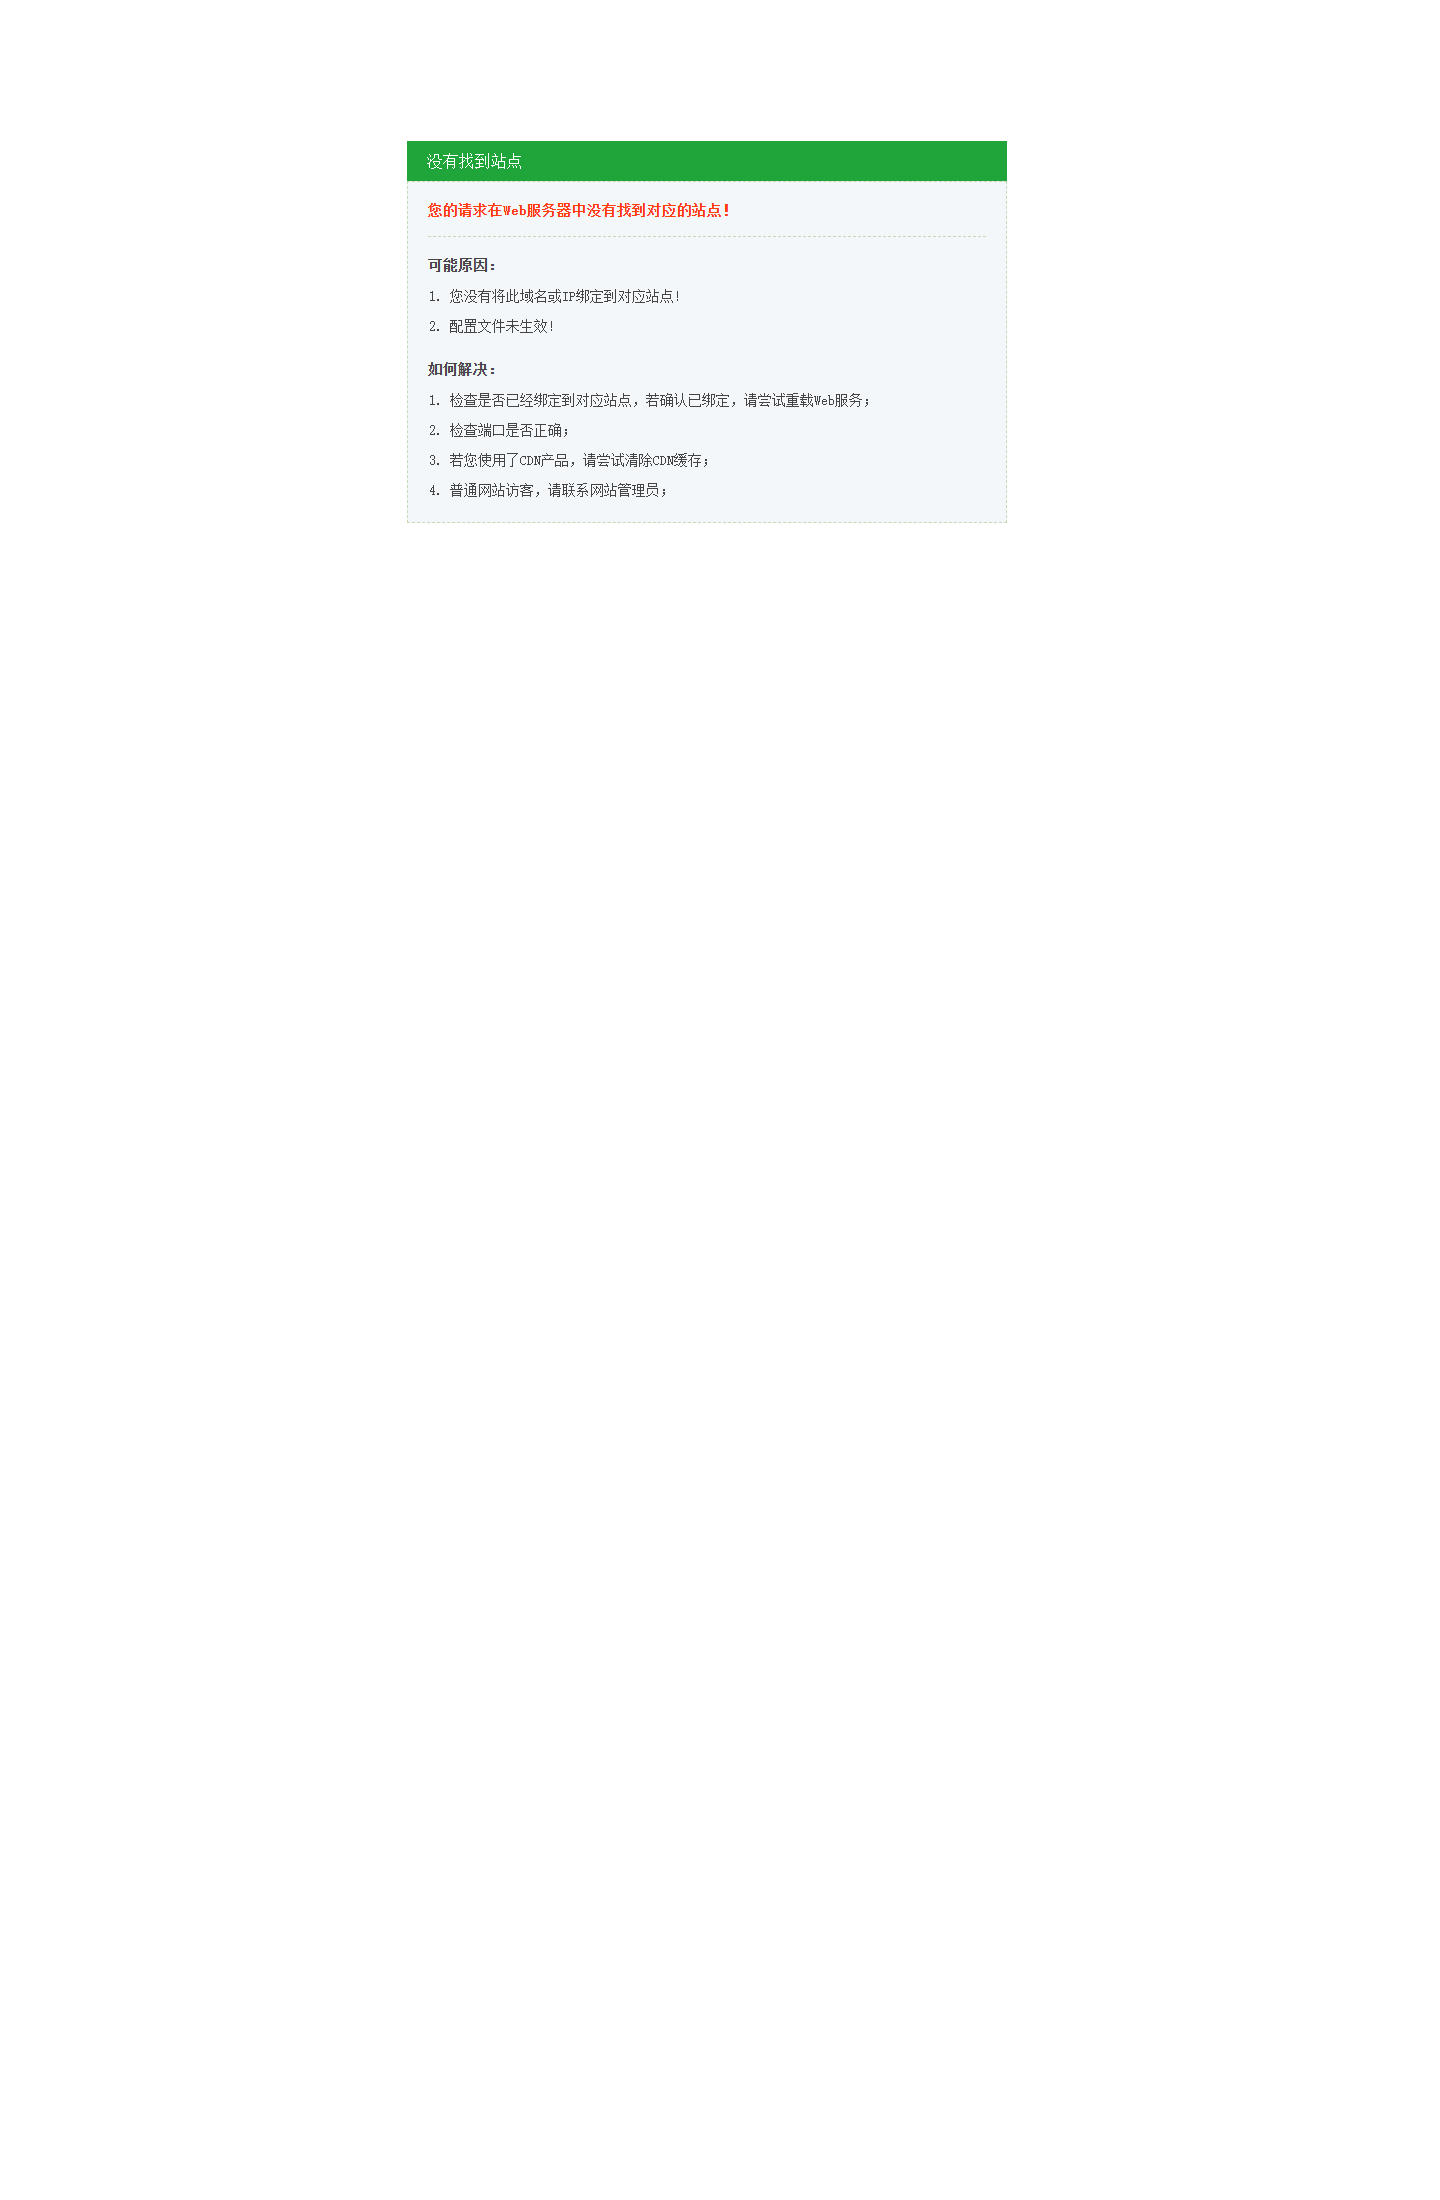 没有找到站点
您的请求在Web服务器中没有找到对应的站点！
可能原因：
1. 您没有将此域名或IP绑定到对应站点!
2. 配置文件未生效!
如何解决：
1. 检查是否已经绑定到对应站点，若确认已绑定，请尝试重载Web服务；
2. 检查端口是否正确；
3. 若您使用了CDN产品，请尝试清除CDN缓存；
4. 普通网站访客，请联系网站管理员；